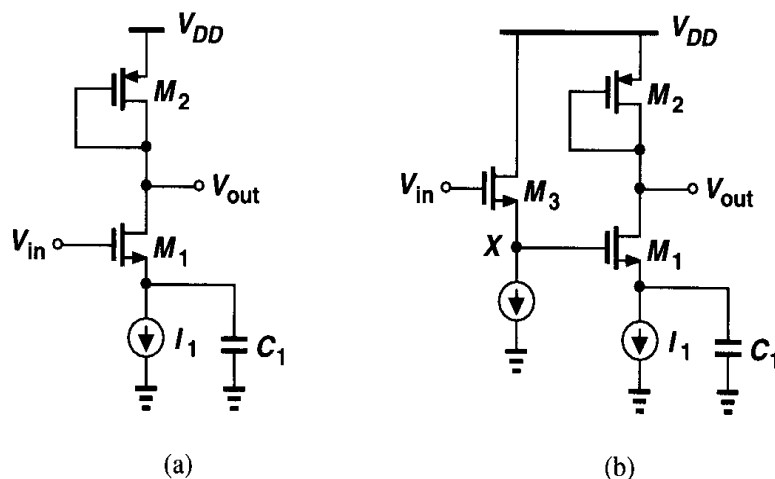 V_DD
M_2
V_out
V_in
M_1
I_1
C_1
(a)
V_DD
M_2
V_in
M_3
V_out
X
M_1
I_1
C_1
(b)